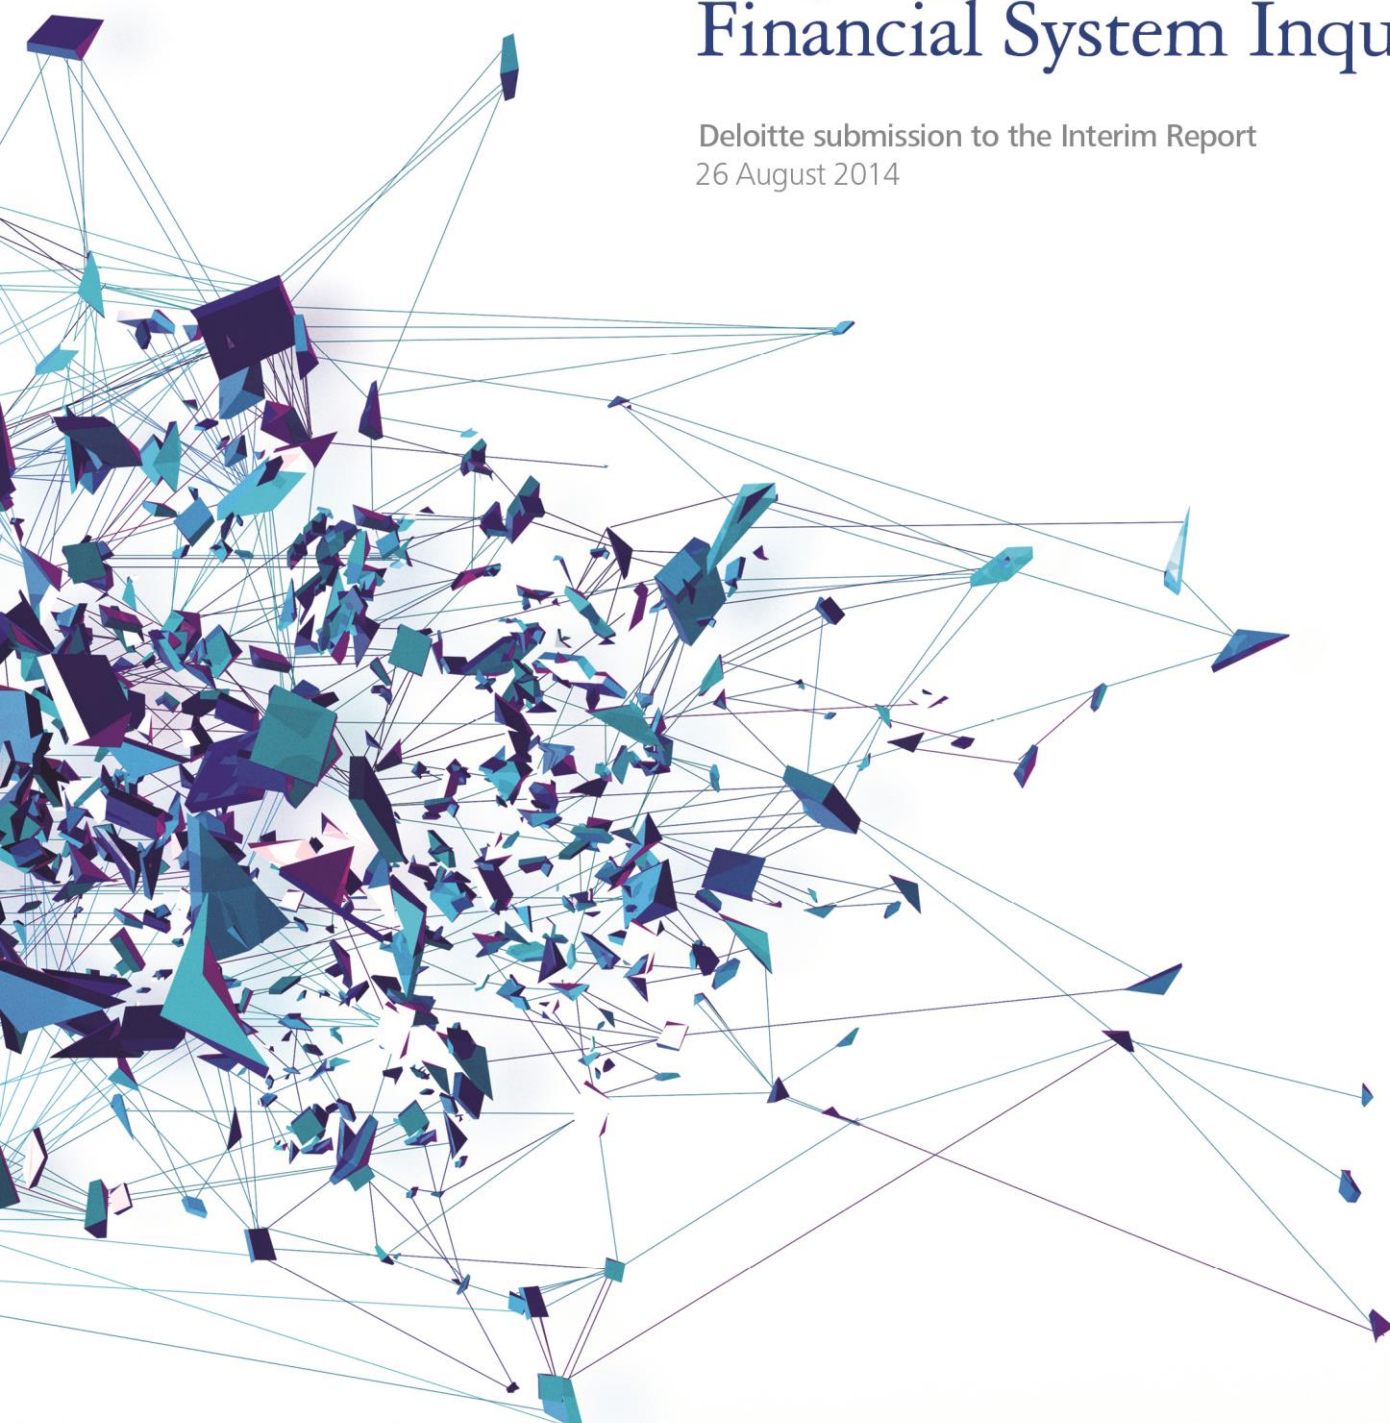 Financial System Inqu
Deloitte submission to the Interim Report
26 August 2014